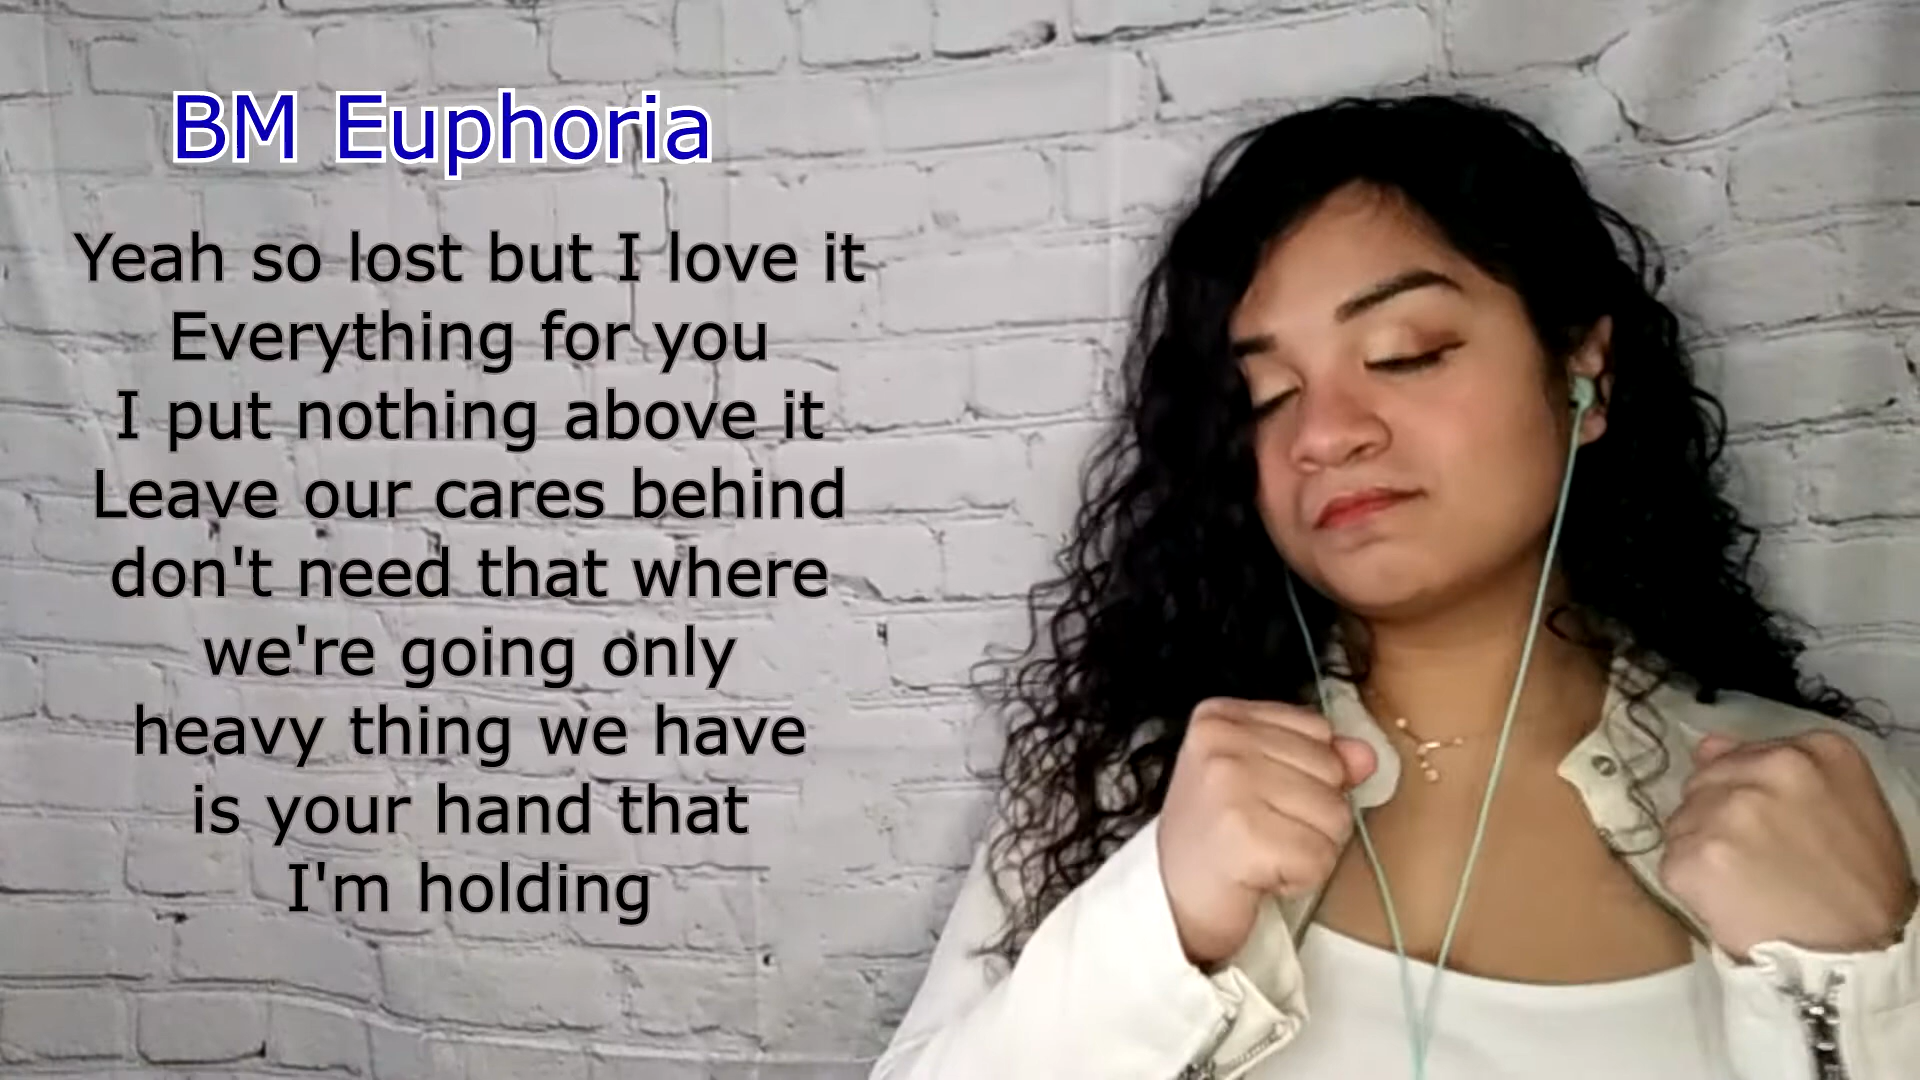 BM Euphoria
Yeah so lost but I love it
Everything for you
I put nothing above it
Leave our cares behind
don't need that where
we're going only
heavy thing we have
is your hand that
I'm holding